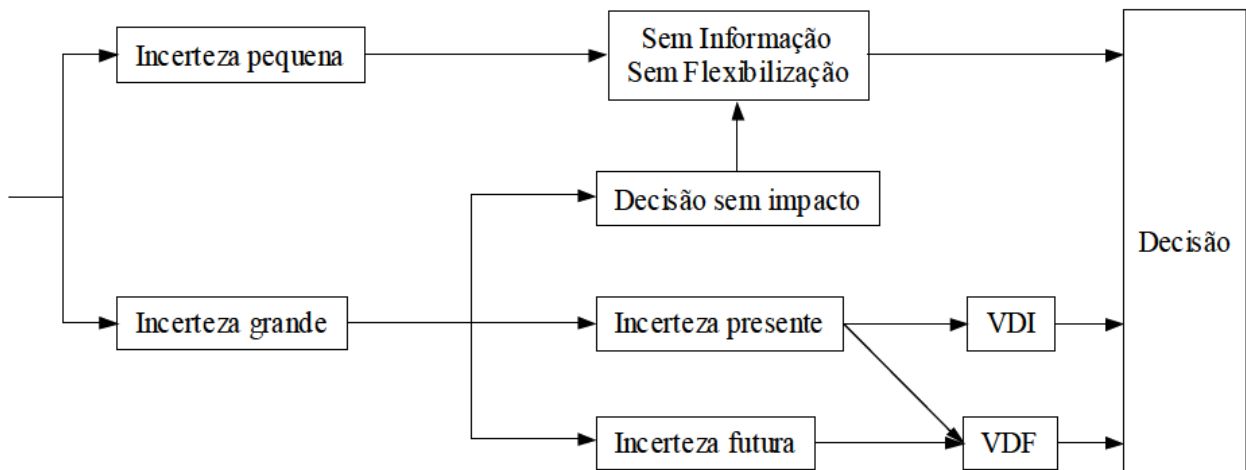 Incerteza pequena
Sem Informação
Sem Flexibilização
Decisão sem impacto
Decisão
Incerteza grande
Incerteza presente
VDI
Incerteza futura
VDF